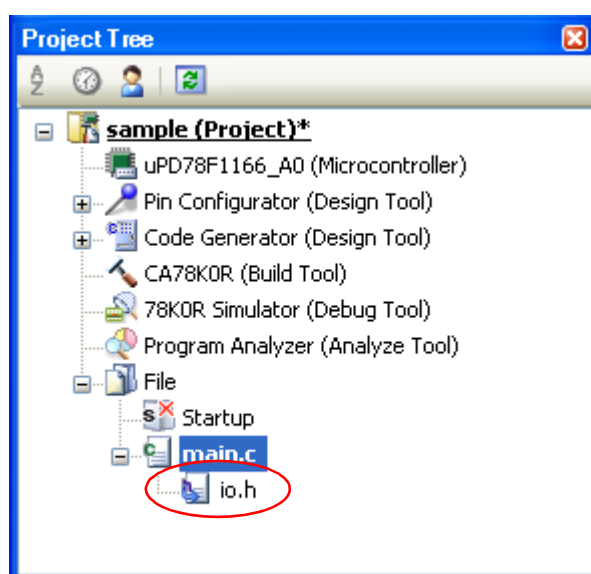 Project Tree
A
Z
sample (Project)*
uPD78F1166_A0 (Microcontroller)
Pin Configurator (Design Tool)
Code Generator (Design Tool)
CA78K0R (Build Tool)
78K0R Simulator (Debug Tool)
Program Analyzer (Analyze Tool)
File
S Startup
C main.c
io.h